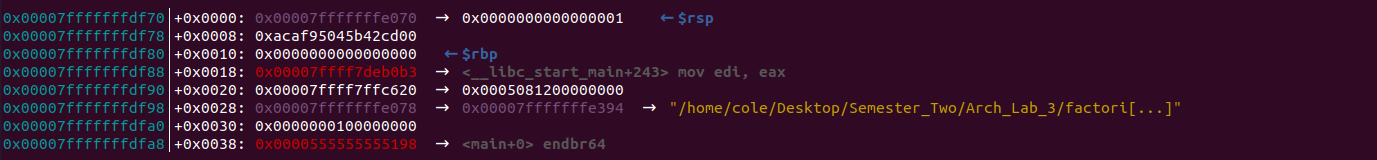 0x00007fffffffdf70│+0x0000: 0x00007fffffffe070 → 0x0000000000000001 ←$rsp
0x00007fffffffdf78│+0x0008: 0xacaf95045b42cd00
0x00007fffffffdf80│+0x0010: 0x0000000000000000 ←$rbp
0x00007fffffffdf88│+0x0018: 0x00007ffff7deb0b3 → <__libc_start_main+243> mov edi, eax
0x00007fffffffdf90│+0x0020: 0x00007ffff7ffc620 → 0x0005081200000000
0x00007fffffffdf98│+0x0028: 0x00007fffffffe078 → 0x00007fffffffe394 → "/home/cole/Desktop/Semester_Two/Arch_Lab_3/factori[...]"
0x00007fffffffdfa0│+0x0030: 0x0000000100000000
0x00007fffffffdfa8│+0x0038: 0x0000555555555198 → <main+0> endbr64